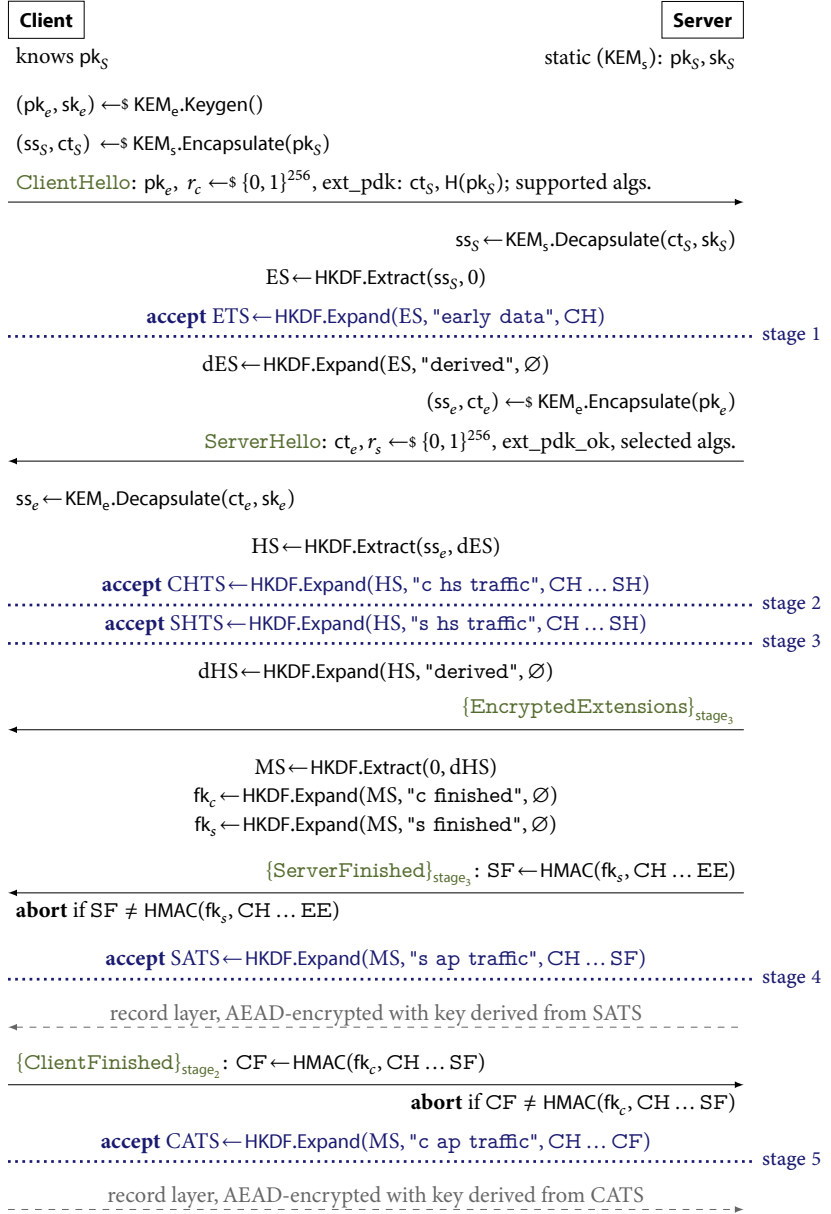 Client Server
knows pk_S static (KEM_s): pk_S, sk_S
(pk_e, sk_e) ←$ KEM_e.Keygen()
(ss_S, ct_S) ←$ KEM_s.Encapsulate(pk_S)
ClientHello: pk_e, r_c ←$ {0, 1}^256, ext_pdk: ct_S, H(pk_S); supported algs.
ss_S←KEM_s.Decapsulate(ct_S, sk_S)
ES←HKDF.Extract(ss_S, 0)
accept ETS←HKDF.Expand(ES, "early data", CH)
stage 1
dES←HKDF.Expand(ES, "derived", ∅)
(ss_e, ct_e) ←$ KEM_e.Encapsulate(pk_e)
ServerHello: ct_e, r_s ←$ {0, 1}^256, ext_pdk_ok, selected algs.
ss_e←KEM_e.Decapsulate(ct_e, sk_e)
HS←HKDF.Extract(ss_e, dES)
accept CHTS←HKDF.Expand(HS, "c hs traffic", CH … SH)
stage 2
accept SHTS←HKDF.Expand(HS, "s hs traffic", CH … SH)
stage 3
dHS←HKDF.Expand(HS, "derived", ∅)
{EncryptedExtensions}_stage_3
MS←HKDF.Extract(0, dHS)
fk_c←HKDF.Expand(MS, "c finished", ∅)
fk_s←HKDF.Expand(MS, "s finished", ∅)
{ServerFinished}_stage_3: SF←HMAC(fk_s, CH … EE)
abort if SF ≠ HMAC(fk_s, CH … EE)
accept SATS←HKDF.Expand(MS, "s ap traffic", CH … SF)
stage 4
record layer, AEAD-encrypted with key derived from SATS
{ClientFinished}_stage_2: CF←HMAC(fk_c, CH … SF)
abort if CF ≠ HMAC(fk_c, CH … SF)
accept CATS←HKDF.Expand(MS, "c ap traffic", CH … CF)
stage 5
record layer, AEAD-encrypted with key derived from CATS